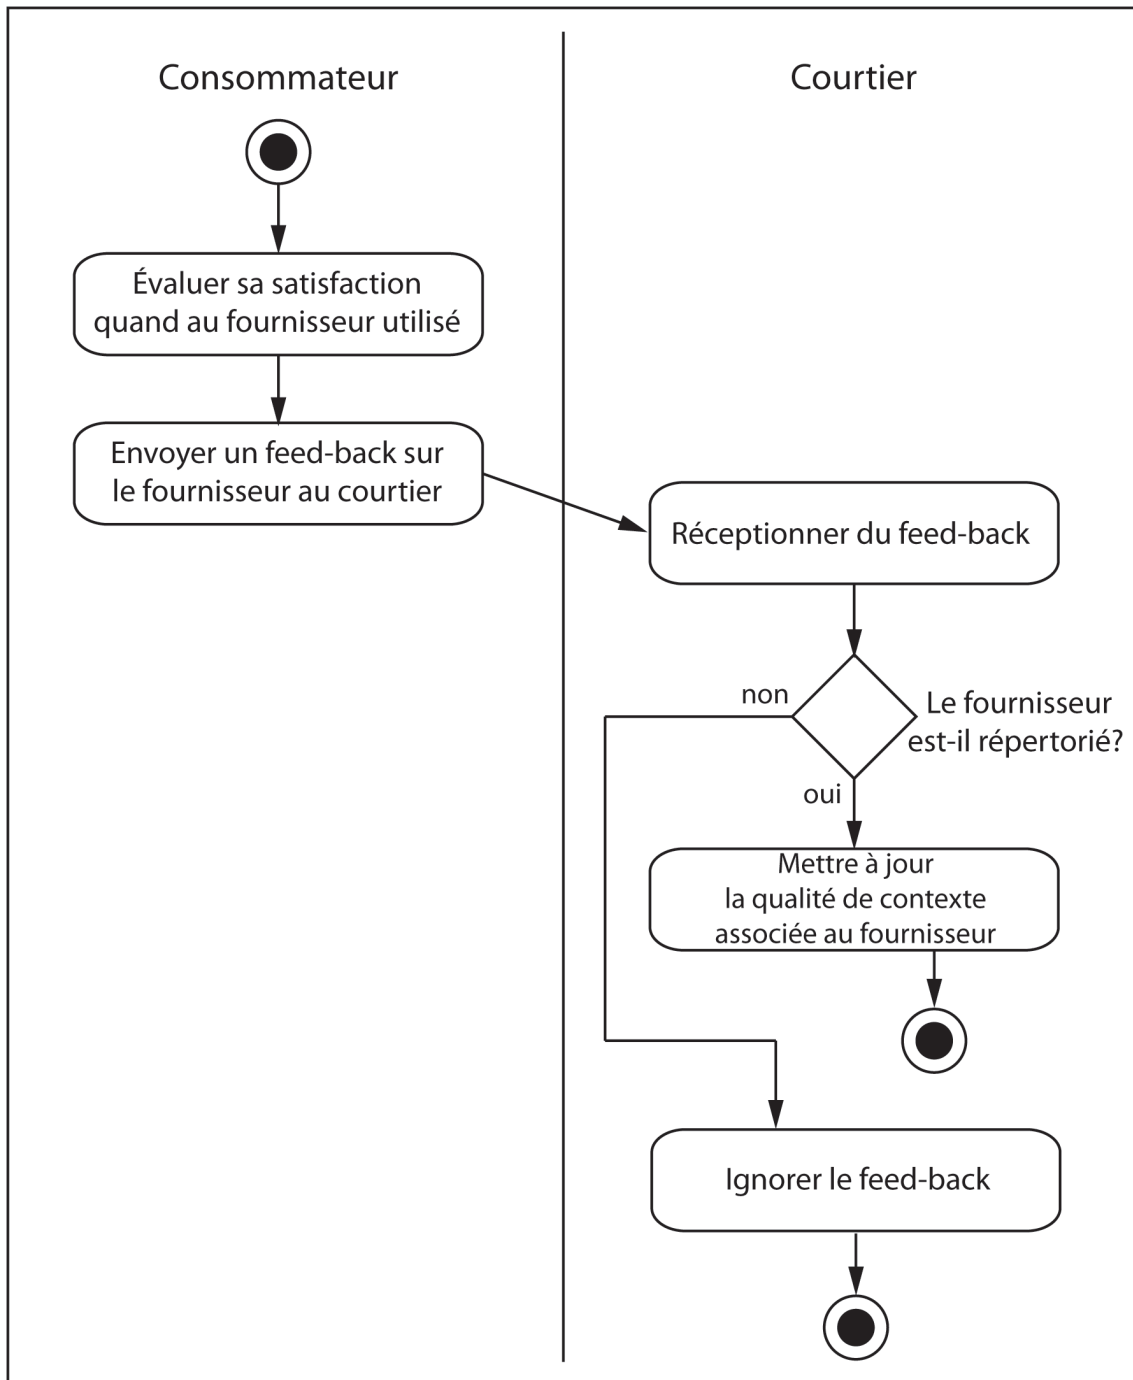 Consommateur
Courtier
Évaluer sa satisfaction
quand au fournisseur utilisé
Envoyer un feed-back sur
le fournisseur au courtier
Réceptionner du feed-back
non
Le fournisseur
est-il répertorié?
oui
Mettre à jour
la qualité de contexte
associée au fournisseur
Ignorer le feed-back